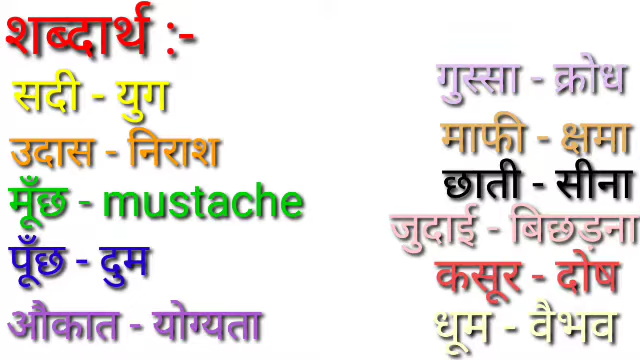 शब्दार्थ :-
सदी - युग
उदास - निराश
मूँछ - mustache
पूँछ - दुम
औकात - योग्यता
गुस्सा - क्रोध
माफी - क्षमा
छाती - सीना
जुदाई - बिछड़ना
कसूर - दोष
धूम - वैभव